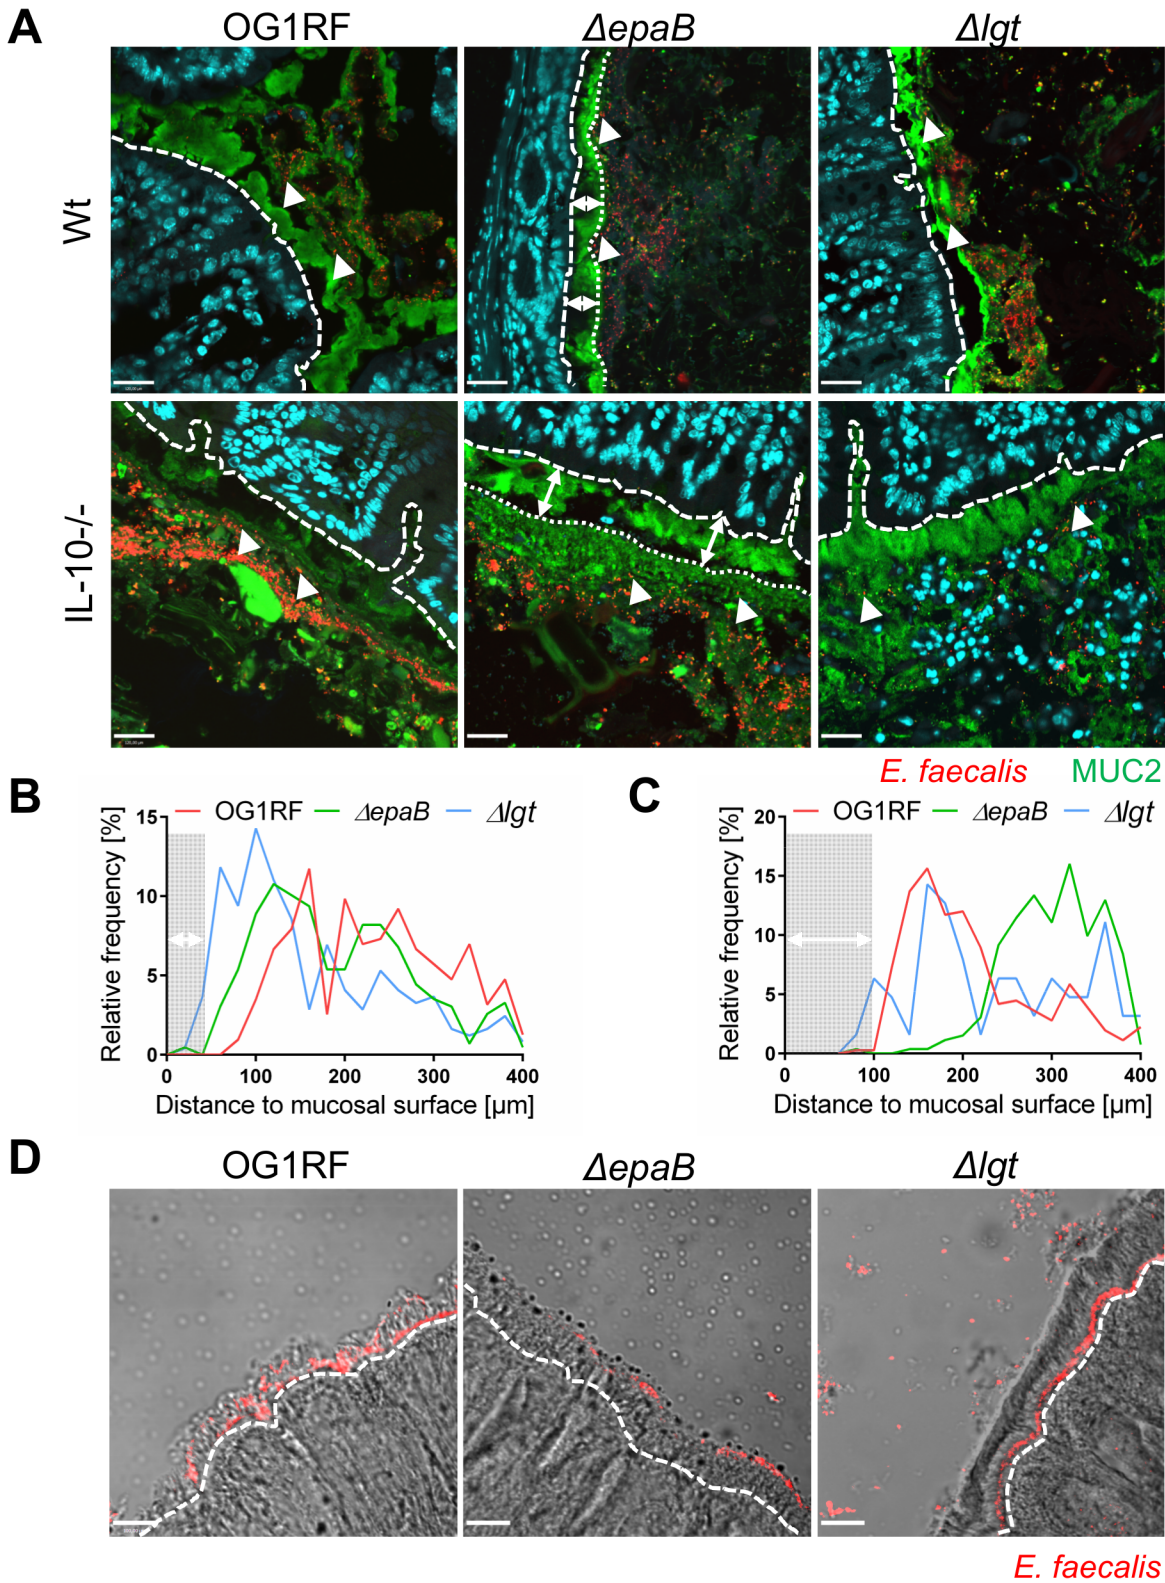 A
OG1RF ΔepaB Δlgt
Wt
IL-10-/-
E. faecalis MUC2
B
OG1RF ΔepaB Δlgt
Relative frequency [%]
15
10
5
0
0 100 200 300 400
Distance to mucosal surface [µm]
C
OG1RF ΔepaB Δlgt
Relative frequency [%]
20
15
10
5
0
0 100 200 300 400
Distance to mucosal surface [µm]
D
OG1RF ΔepaB Δlgt
E. faecalis